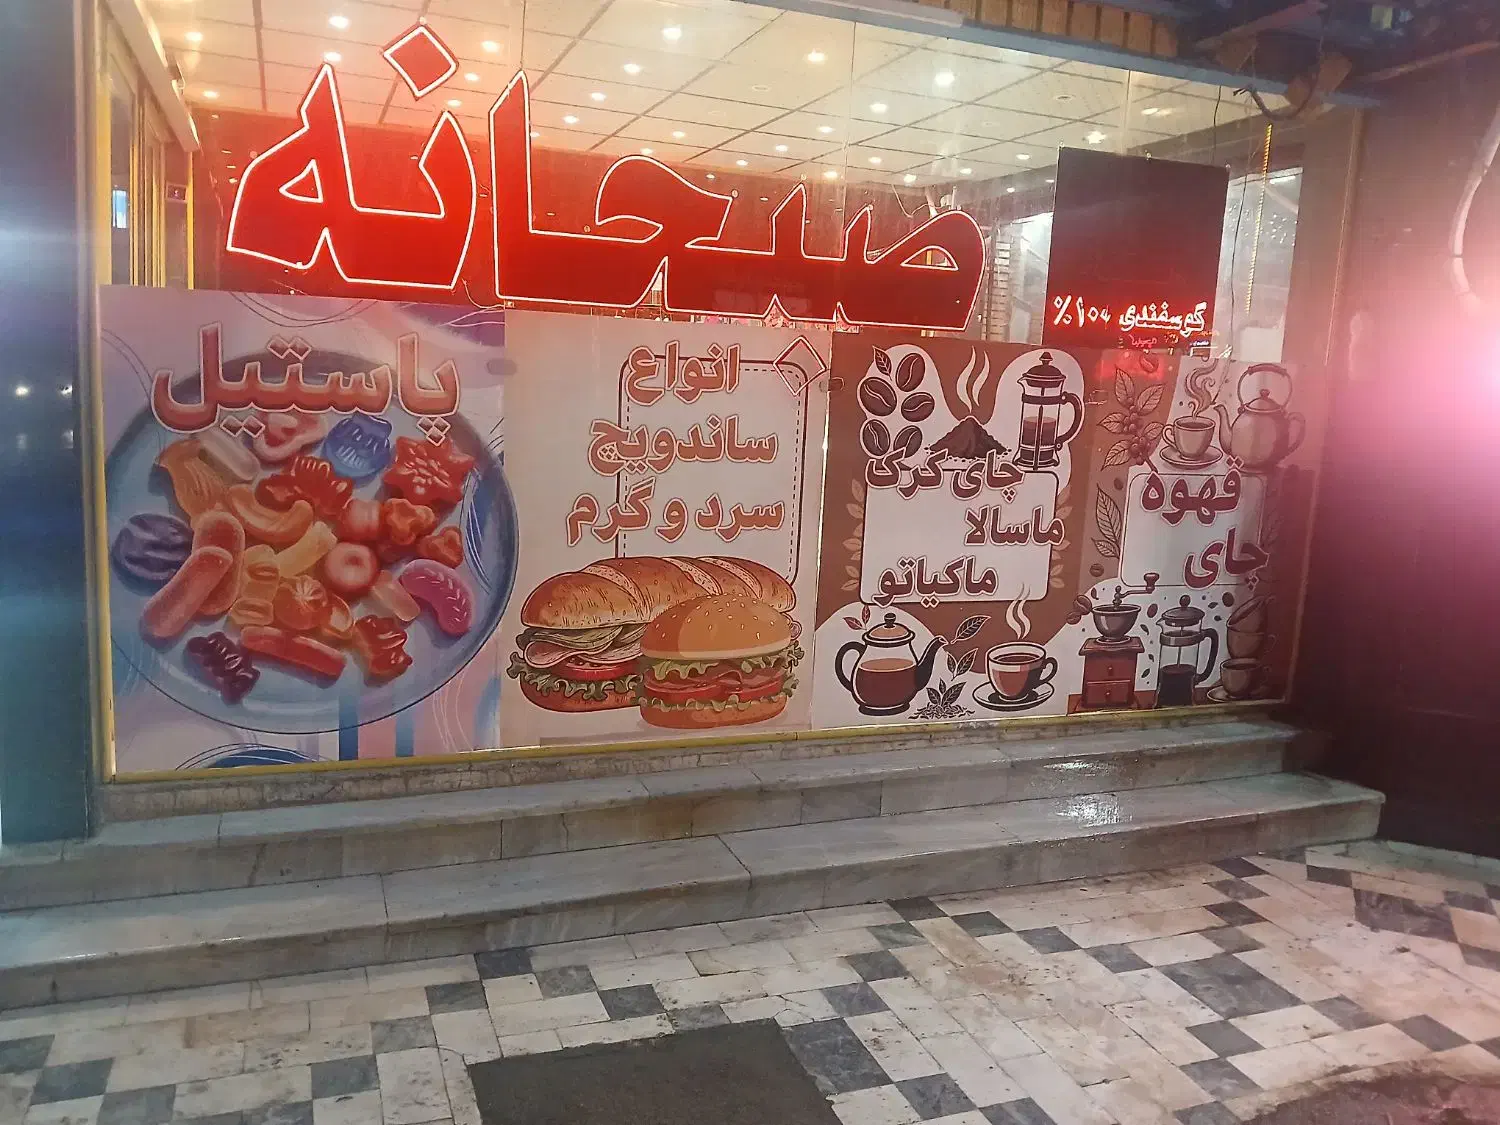 صبحانه
گوسفندی ۱۰۰%
انواع
ساندویچ
سرد و گرم
پاستیل
چای کرک
ماسالا
ماکیاتو
قهوه
چای